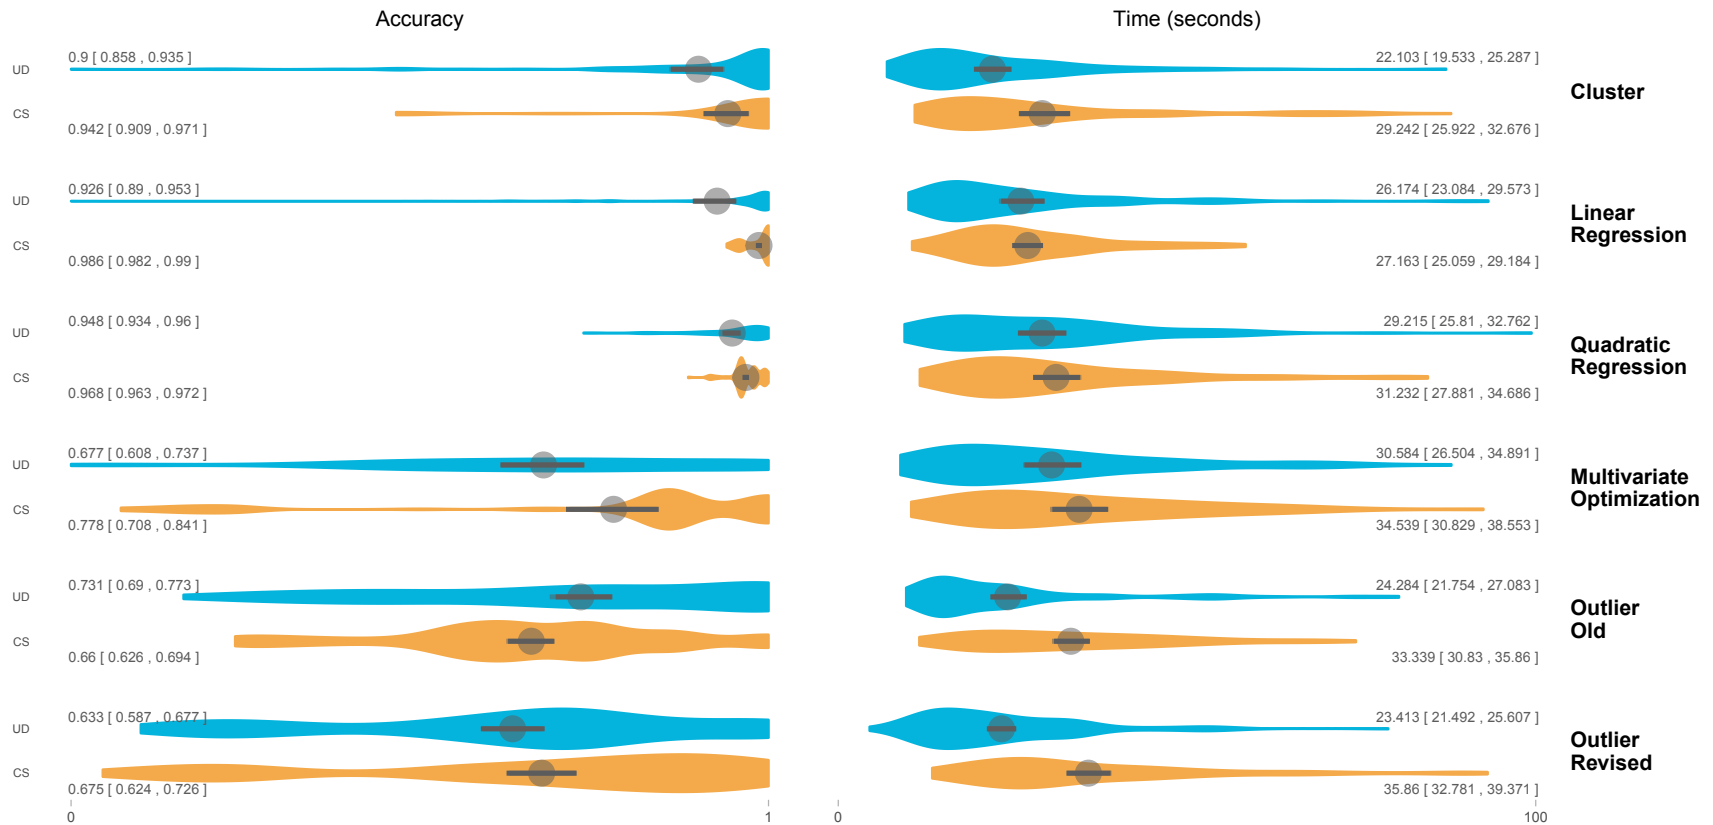 Accuracy
Time (seconds)
UD
0.9 [ 0.858 , 0.935 ]
22.103 [ 19.533 , 25.287 ]
Cluster
CS
0.942 [ 0.909 , 0.971 ]
29.242 [ 25.922 , 32.676 ]
UD
0.926 [ 0.89 , 0.953 ]
26.174 [ 23.084 , 29.573 ]
Linear
Regression
CS
0.986 [ 0.982 , 0.99 ]
27.163 [ 25.059 , 29.184 ]
UD
0.948 [ 0.934 , 0.96 ]
29.215 [ 25.81 , 32.762 ]
Quadratic
Regression
CS
0.968 [ 0.963 , 0.972 ]
31.232 [ 27.881 , 34.686 ]
UD
0.677 [ 0.608 , 0.737 ]
30.584 [ 26.504 , 34.891 ]
Multivariate
Optimization
CS
0.778 [ 0.708 , 0.841 ]
34.539 [ 30.829 , 38.553 ]
UD
0.731 [ 0.69 , 0.773 ]
24.284 [ 21.754 , 27.083 ]
Outlier
Old
CS
0.66 [ 0.626 , 0.694 ]
33.339 [ 30.83 , 35.86 ]
UD
0.633 [ 0.587 , 0.677 ]
23.413 [ 21.492 , 25.607 ]
Outlier
Revised
CS
0.675 [ 0.624 , 0.726 ]
35.86 [ 32.781 , 39.371 ]
0
1
0
100